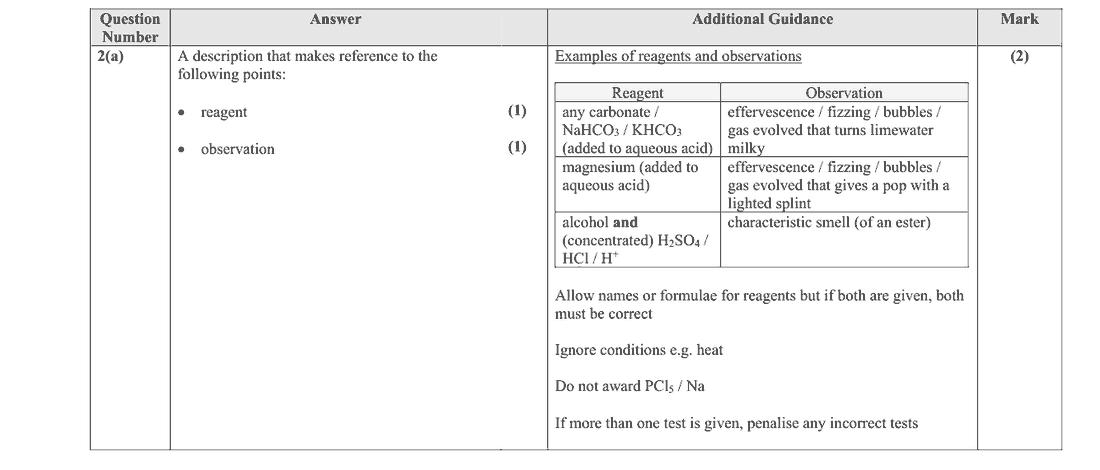 Question Number
Answer
Additional Guidance
Mark
2(a)
A description that makes reference to the
following points:
• reagent (1)
• observation (1)
Examples of reagents and observations
Reagent
Observation
any carbonate /
NaHCO₃ / KHCO₃
(added to aqueous acid)
effervescence / fizzing / bubbles /
gas evolved that turns limewater
milky
magnesium (added to
aqueous acid)
effervescence / fizzing / bubbles /
gas evolved that gives a pop with a
lighted splint
alcohol and
(concentrated) H₂SO₄ /
HCl / H⁺
characteristic smell (of an ester)
Allow names or formulae for reagents but if both are given, both
must be correct
Ignore conditions e.g. heat
Do not award PCl₅ / Na
If more than one test is given, penalise any incorrect tests
(2)